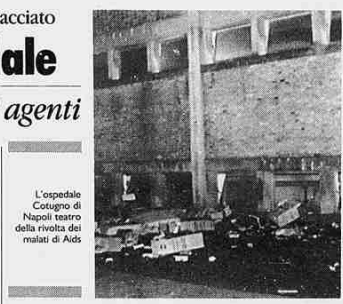 acciato
ale
agenti
L'ospedale
Cotugno di
Napoli teatro
della rivolta dei
malati di Aids